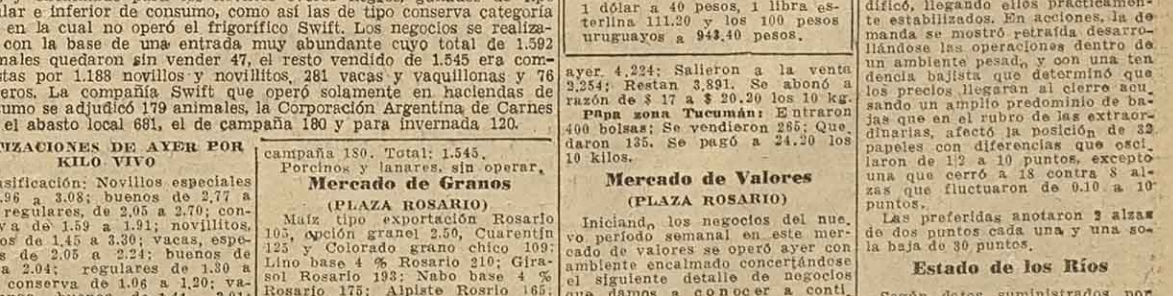 lar e inferior de consumo, como así las de tipo conserva categoría
en la cual no operó el frigorífico Swift. Los negocios se realiza-
con la base de una entrada muy abundante cuyo total de 1.592
males quedaron sin vender 47, el resto vendido de 1.545 era com-
stas por 1.188 novillos y novillitos, 281 vacas y vaquillonas y 76
eros. La compañía Swift que operó solamente en haciendas de
umo se adjudicó 179 animales, la Corporación Argentina de Carnes
el abasto local 681, el de campaña 180 y para invernada 120.
IZACIONES DE AYER POR
KILO VIVO
asificación: Novillos especiales
.96 a 3.08; buenos de 2,77 a
regulares, de 2,05 a 2.70; con-
va de 1.59 a 1.91; novillitos,
os de 1.45 a 3.30; vacas, espe-
s de 2.05 a 2.24; buenos de
a 2.04; regulares de 1.30 a
conserva de 1.06 a 1,20; va-
campaña 180. Total: 1.545.
Porcinos y lanares, sin operar.
Mercado de Granos
(PLAZA ROSARIO)
Maíz tipo exportación Rosario
105, opción granel 2.50, Cuarentín
125 y Colorado grano chico 109;
Lino base 4 % Rosario 210; Gira-
sol Rosario 193; Nabo base 4 %
Rosario 175; Alpiste Rosrio 165;
1 dólar a 40 pesos, 1 libra es-
terlina 111.20 y los 100 pesos
uruguayos a 943.40 pesos.
ayer 4,224; Salieron a la venta
2,254; Restan 3.891. Se abonó a
razón de $ 17 a $ 20.20 los 10 kg.
Papa zona Tucumán: Entraron
400 bolsas; Se vendieron 265; Que.
daron 135. Se pagó a 24.20 los
10 kilos.
Mercado de Valores
(PLAZA ROSARIO)
Iniciand, los negocios del nue.
vo período semanal en este mer-
cado de valores se operó ayer con
ambiente encalmado concertándose
el siguiente detalle de negocios
que damos a conocer a conti.
dificó, llegando ellos prácticamen-
te estabilizados. En acciones, la de
manda se mostró retraída desarro-
llándose las operaciones dentro de
un ambiente pesad, y con una ten
dencia bajista que determinó que
los precios llegarán al cierre acu
sando un amplio predominio de ba-
jas que en el rubro de las extraor-
dinarias, afectó la posición de 32
papeles con diferencias que osci.
laron de 1|2 a 10 puntos, excepto
una que cerró a 18 contra 8 al-
zas que fluctuaron de 0.10 a 10
puntos.
Las preferidas anotaron 2 alzas
de dos puntos cada una y una so-
la baja de 30 puntos.
Estado de los Ríos
Según datos suministrados por